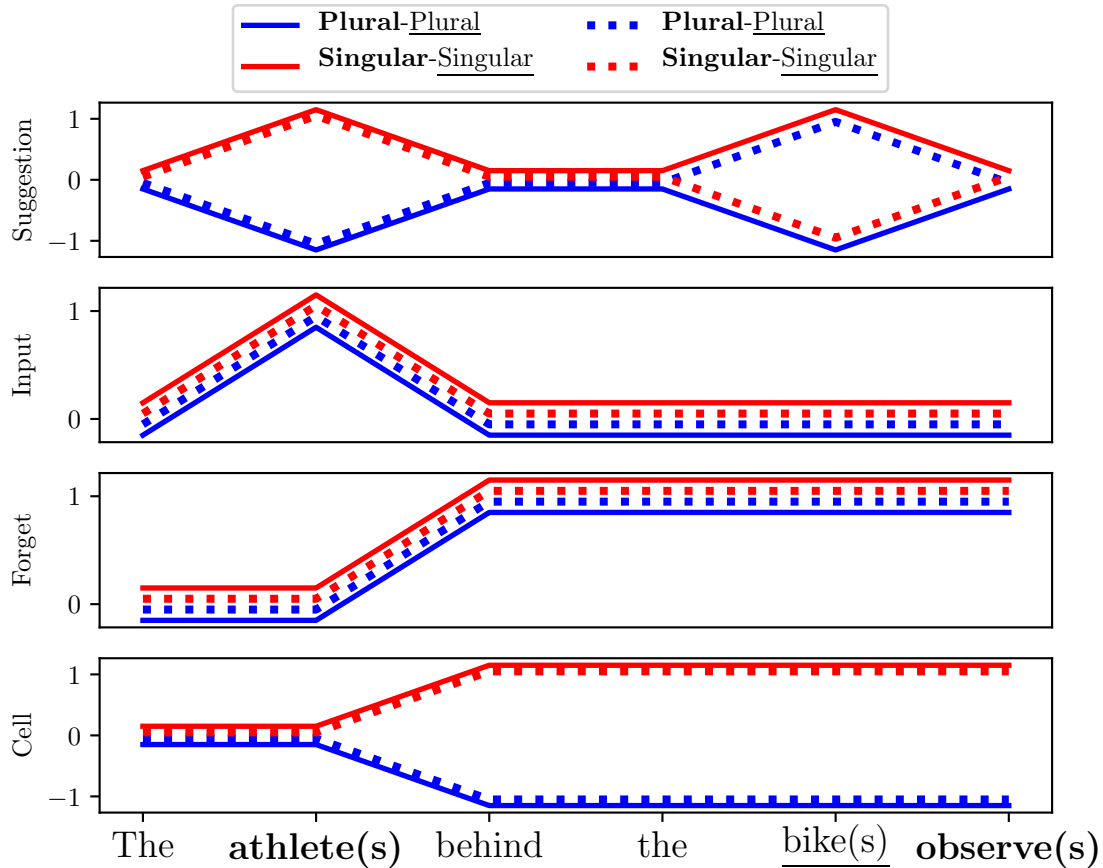 Plural-Plural Plural-Plural
Singular-Singular Singular-Singular
Suggestion
1
0
−1
Input
1
0
Forget
1
0
Cell
1
0
−1
The athlete(s) behind the bike(s) observe(s)